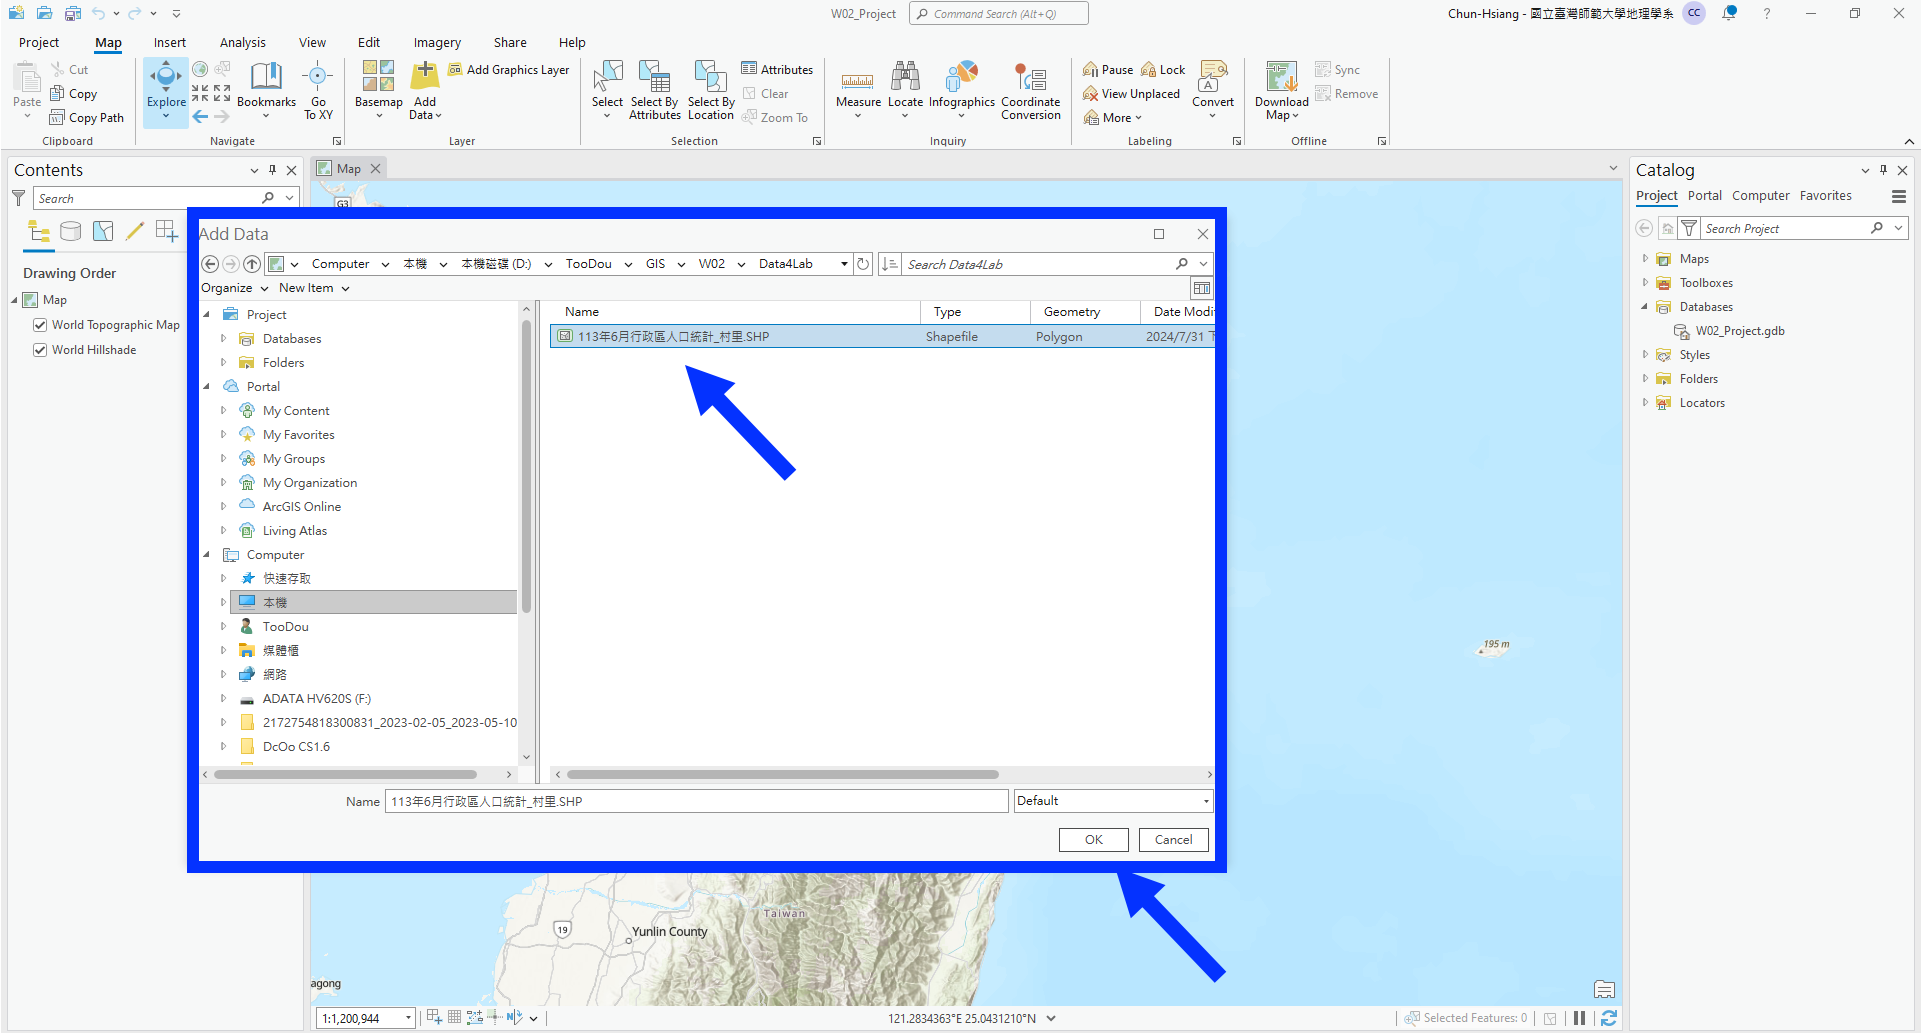 W02_Project
Command Search (Alt+Q)
Chun-Hsiang - 國立臺灣師範大學地理學系
CC
?
Project Map Insert Analysis View Edit Imagery Share Help
Paste
Cut
Copy
Copy Path
Clipboard
Explore
Bookmarks
Go To XY
Navigate
Basemap
Add Data
Add Graphics Layer
Layer
Select
Select By Attributes
Select By Location
Attributes
Clear
Zoom To
Selection
Measure
Locate
Infographics
Coordinate Conversion
Inquiry
Pause
Lock
View Unplaced
More
Convert
Labeling
Download Map
Sync
Remove
Offline
Contents
Search
Drawing Order
Map
World Topographic Map
World Hillshade
Map
G3
Add Data
Computer 本機 本機磁碟 (D:) TooDou GIS W02 Data4Lab
Search Data4Lab
Organize New Item
Project
Databases
Folders
Portal
My Content
My Favorites
My Groups
My Organization
ArcGIS Online
Living Atlas
Computer
快速存取
本機
TooDou
媒體櫃
網路
ADATA HV620S (F:)
2172754818300831_2023-02-05_2023-05-10
DcOo CS1.6
Name Type Geometry Date Modi
113年6月行政區人口統計_村里.SHP Shapefile Polygon 2024/7/31 下
Name 113年6月行政區人口統計_村里.SHP Default
OK Cancel
195 m
Taiwan
19
Yunlin County
agong
1:1,200,944
121.2834363°E 25.0431210°N
Selected Features: 0
Catalog
Project Portal Computer Favorites
Search Project
Maps
Toolboxes
Databases
W02_Project.gdb
Styles
Folders
Locators